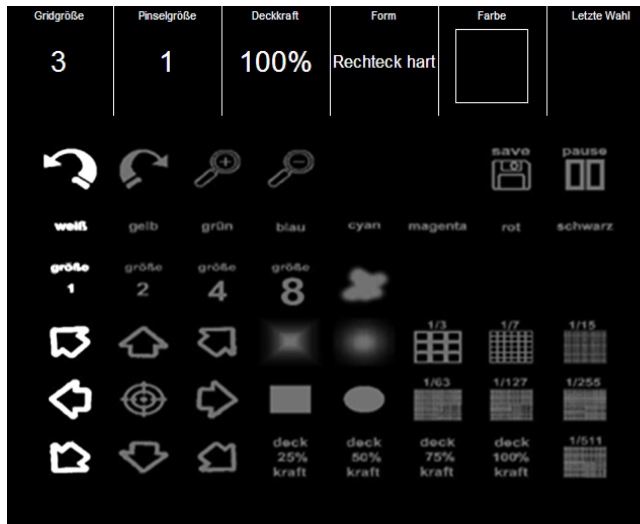 Gridgröße Pinselgröße Deckkraft Form Farbe Letzte Wahl
3 1 100% Rechteck hart
save pause
weiß gelb grün blau cyan magenta rot schwarz
größe größe größe größe
1 2 4 8
1/3 1/7 1/15
1/63 1/127 1/255
deck deck deck deck 1/511
25% 50% 75% 100%
kraft kraft kraft kraft